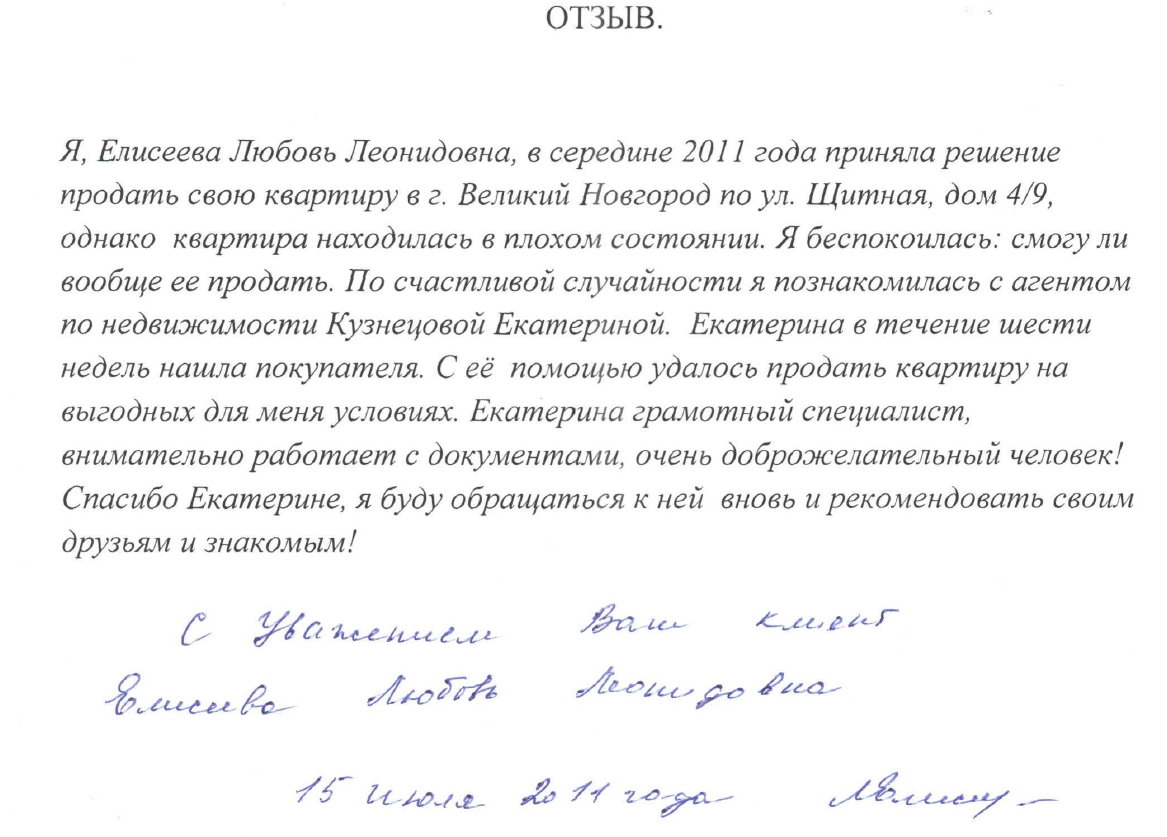 ОТЗЫВ.
Я, Елисеева Любовь Леонидовна, в середине 2011 года приняла решение
продать свою квартиру в г. Великий Новгород по ул. Щитная, дом 4/9,
однако квартира находилась в плохом состоянии. Я беспокоилась: смогу ли
вообще ее продать. По счастливой случайности я познакомилась с агентом
по недвижимости Кузнецовой Екатериной. Екатерина в течение шести
недель нашла покупателя. С её помощью удалось продать квартиру на
выгодных для меня условиях. Екатерина грамотный специалист,
внимательно работает с документами, очень доброжелательный человек!
Спасибо Екатерине, я буду обращаться к ней вновь и рекомендовать своим
друзьям и знакомым!
С Уважением Ваш клиент
Елисеева Любовь Леонидовна
15 Июля 2011 года